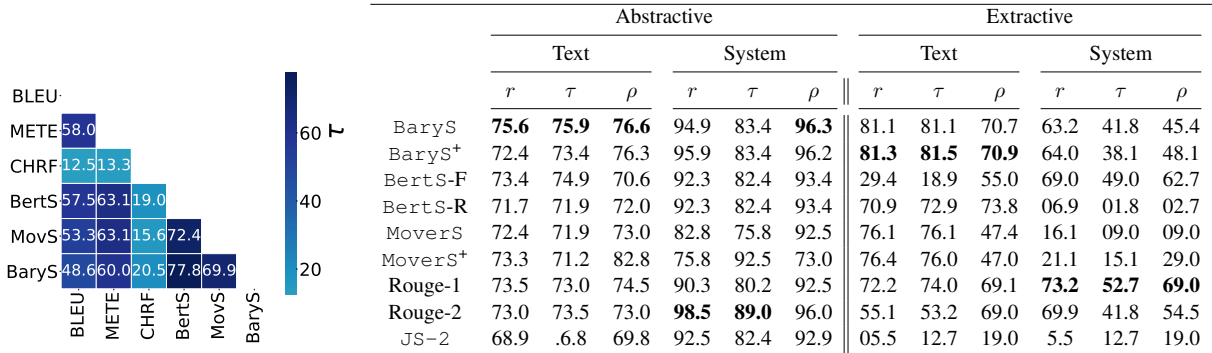 BLEU
METE 58.0
CHRF 12.5 13.3
BertS 57.5 63.1 19.0
MovS 53.3 63.1 15.6 72.4
BaryS 48.6 60.0 20.5 77.8 69.9
BLEU METE CHRF BertS MovS BaryS
60
40
20
τ
Abstractive Extractive
Text System Text System
r τ ρ r τ ρ r τ ρ r τ ρ
BaryS 75.6 75.9 76.6 94.9 83.4 96.3 81.1 81.1 70.7 63.2 41.8 45.4
BaryS+ 72.4 73.4 76.3 95.9 83.4 96.2 81.3 81.5 70.9 64.0 38.1 48.1
BertS-F 73.4 74.9 70.6 92.3 82.4 93.4 29.4 18.9 55.0 69.0 49.0 62.7
BertS-R 71.7 71.9 72.0 92.3 82.4 93.4 70.9 72.9 73.8 06.9 01.8 02.7
MoverS 72.4 71.9 73.0 82.8 75.8 92.5 76.1 76.1 47.4 16.1 09.0 09.0
MoverS+ 73.3 71.2 82.8 75.8 92.5 73.0 76.4 76.0 47.0 21.1 15.1 29.0
Rouge-1 73.5 73.0 74.5 90.3 80.2 92.5 72.2 74.0 69.1 73.2 52.7 69.0
Rouge-2 73.0 73.5 73.0 98.5 89.0 96.0 55.1 53.2 69.0 69.9 41.8 54.5
JS-2 68.9 .6.8 69.8 92.5 82.4 92.9 05.5 12.7 19.0 5.5 12.7 19.0